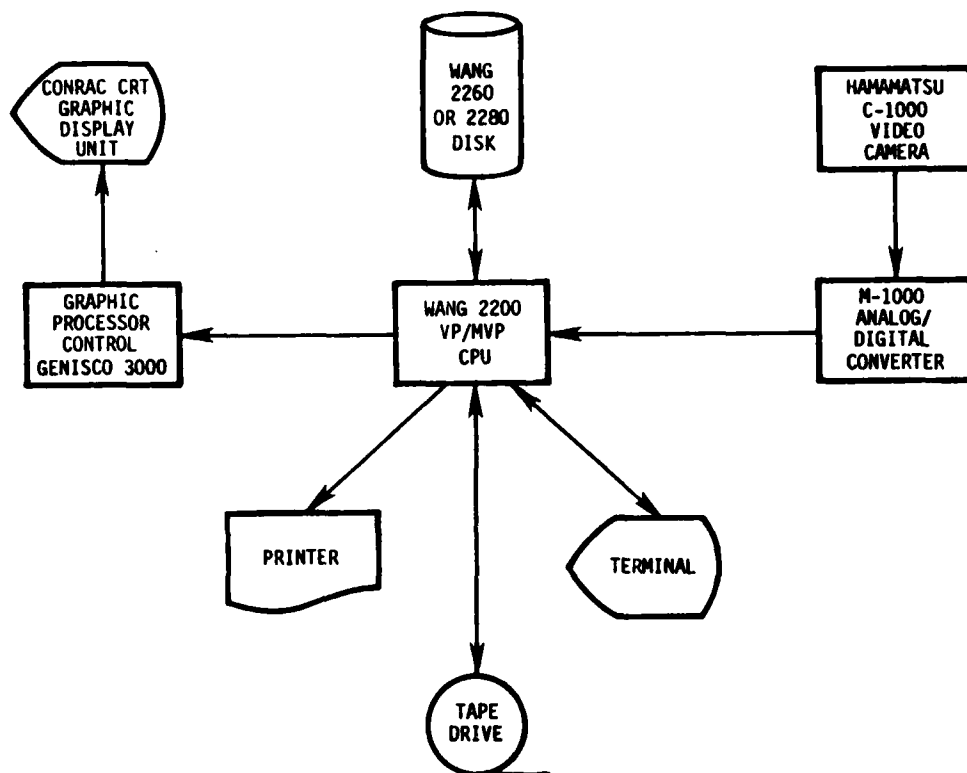 CONRAC CRT
GRAPHIC
DISPLAY
UNIT
WANG
2260
OR 2280
DISK
HAMAMATSU
C-1000
VIDEO
CAMERA
GRAPHIC
PROCESSOR
CONTROL
GENISCO 3000
WANG 2200
VP/MVP
CPU
M-1000
ANALOG/
DIGITAL
CONVERTER
PRINTER
TERMINAL
TAPE
DRIVE